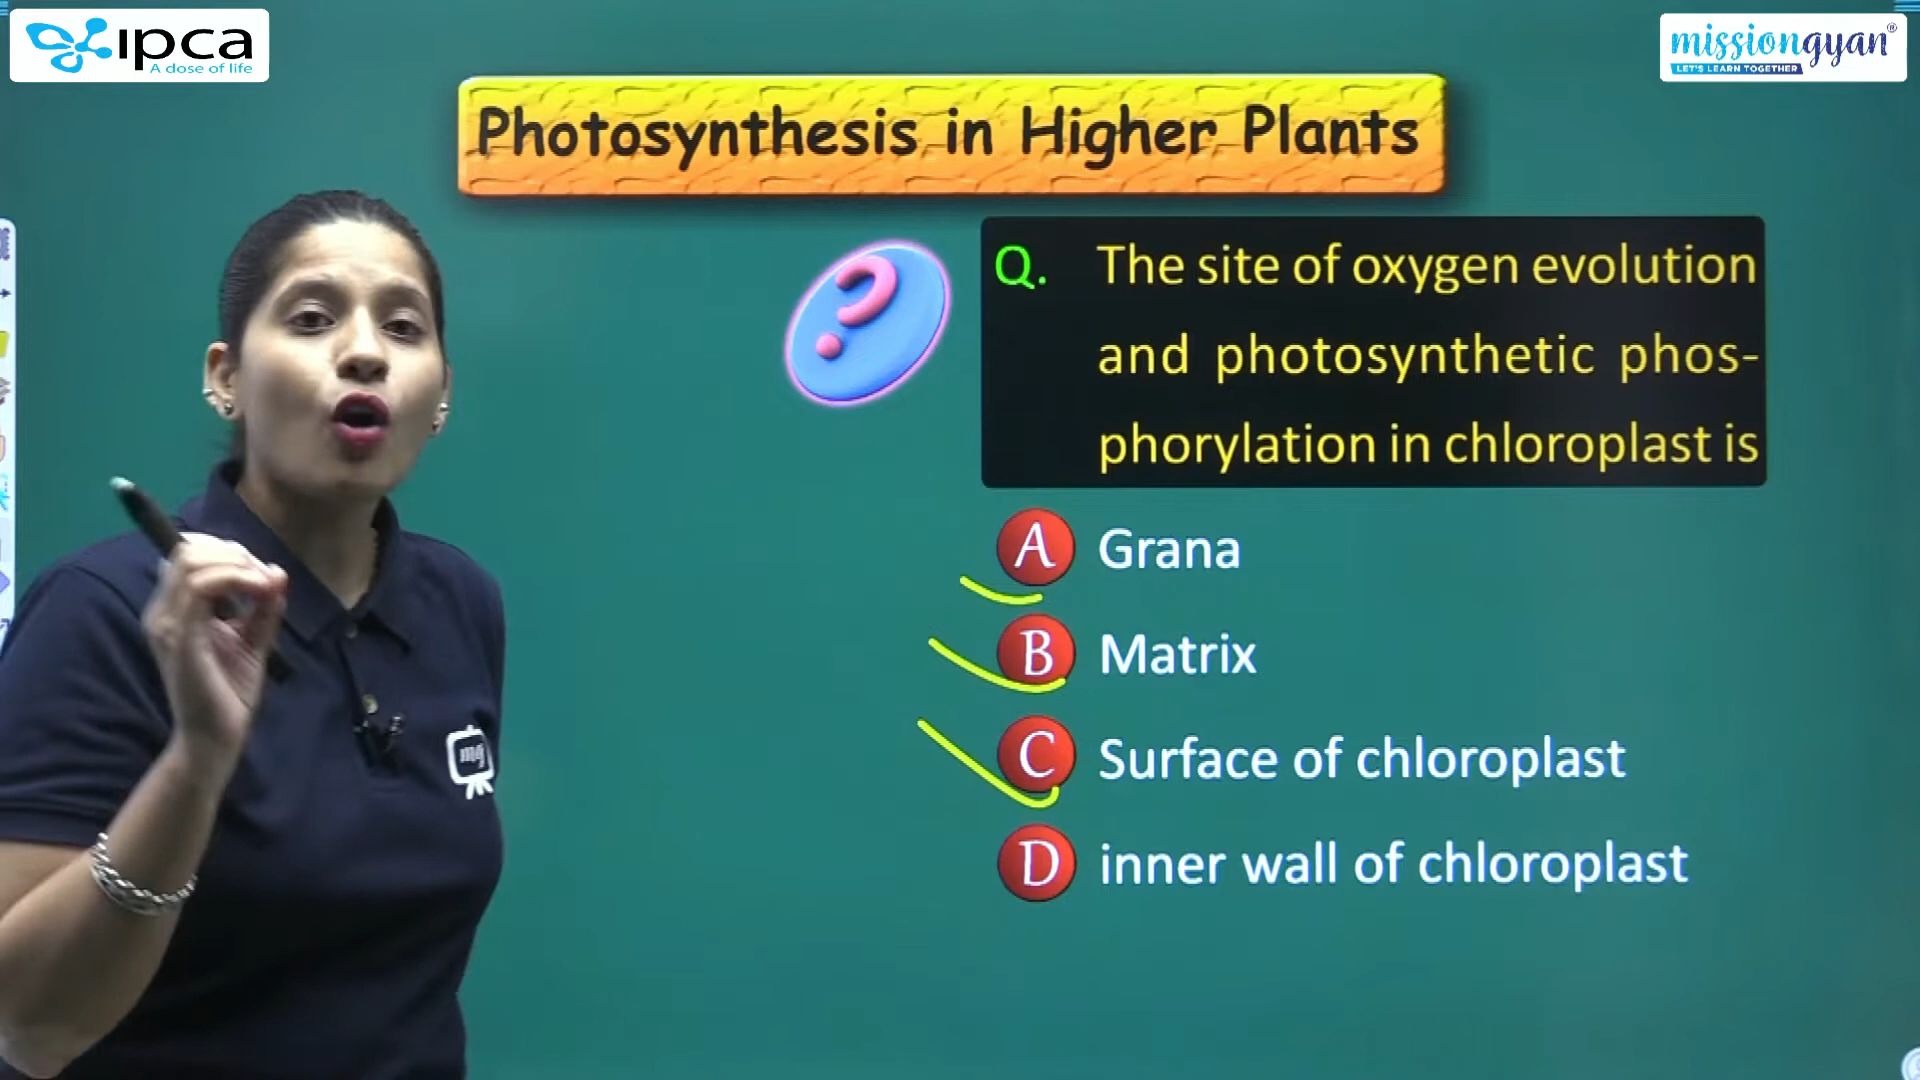 ipca
A dose of life
missiongyan®
LET'S LEARN TOGETHER
Photosynthesis in Higher Plants
Q. The site of oxygen evolution
and photosynthetic phos-
phorylation in chloroplast is
A Grana
B Matrix
C Surface of chloroplast
D inner wall of chloroplast
mg